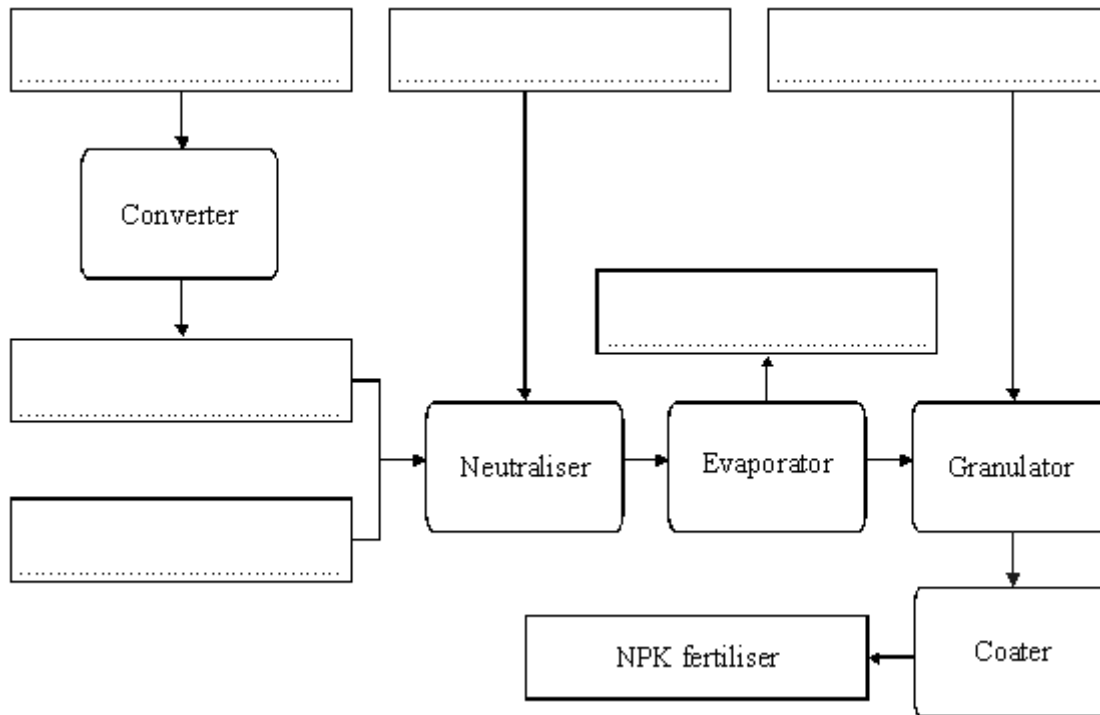 Converter
Neutraliser
Evaporator
Granulator
NPK fertiliser
Coater